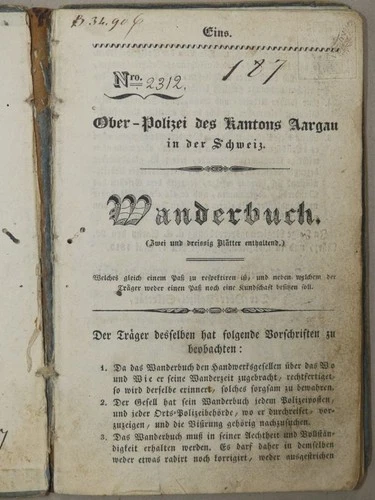 B 34.906
Eins.
187
Nro. 2312.
Ober-Polizei des Kantons Aargau
in der Schweiz.
Wanderbuch.
(Zwei und dreissig Blätter enthaltend.)
Welches gleich einem Paß zu respektiren ist, und neben welchem der
Träger weder einen Paß noch eine Kundschaft besitzen soll.
Der Träger desselben hat folgende Vorschriften zu
beobachten:
1. Da das Wanderbuch den Handwerksgesellen über das Wo
und Wie er seine Wanderzeit zugebracht, rechtfertiget,
so wird derselbe erinnert, solches sorgsam zu bewahren.
2. Der Gesell hat sein Wanderbuch jedem Polizeiposten,
und jeder Orts-Polizeibehörde, wo er durchreiset, vor-
zuzeigen, und die Visirung gehörig nachzusuchen.
3. Das Wanderbuch muß in seiner Aechtheit und Vollstän-
digkeit erhalten werden. Es darf daher in demselben
weder etwas radirt noch korrigirt, weder ausgestrichen